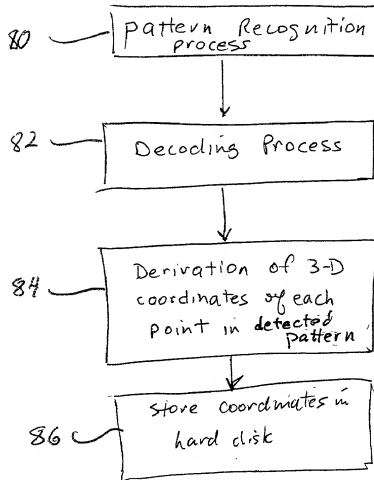 80
pattern Recognition
process
82
Decoding Process
84
Derivation of 3-D
coordinates of each
point in detected
pattern
86
store coordinates in
hard disk